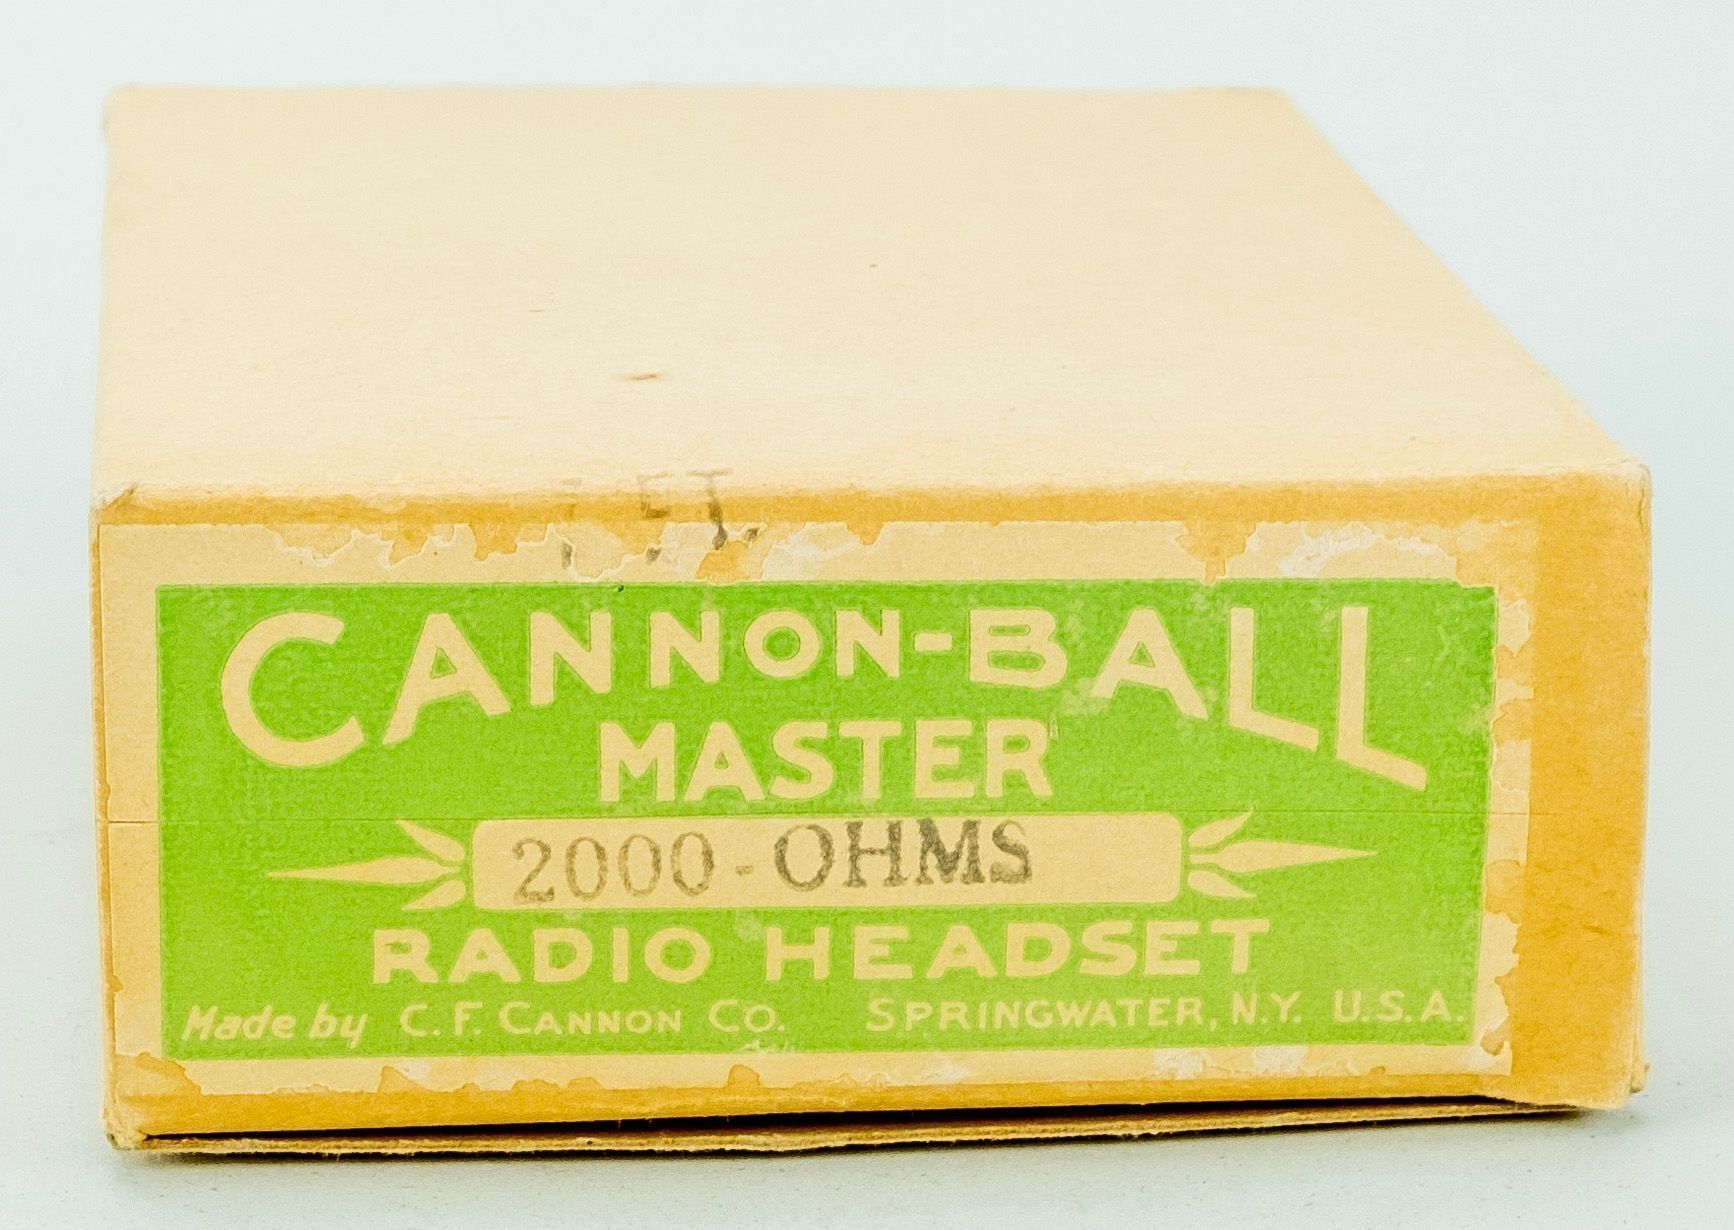 CANNON-BALL
MASTER
2000-OHMS
RADIO HEADSET
Made by C. F. CANNON CO. SPRINGWATER, N.Y. U.S.A.